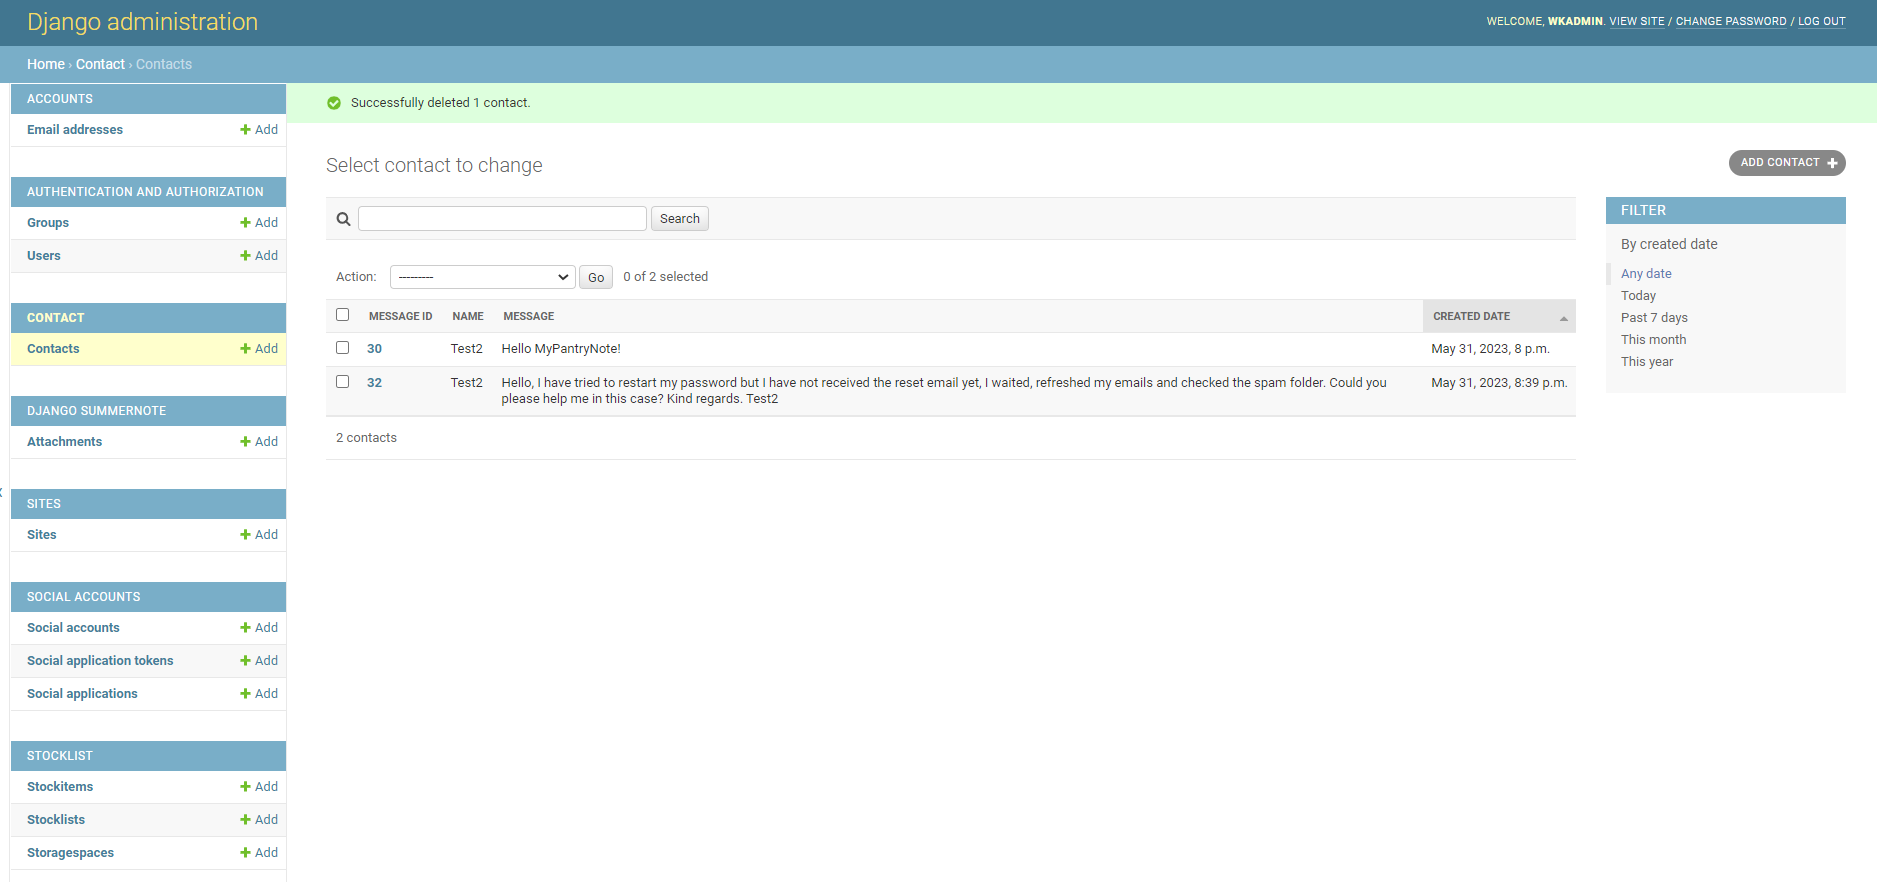 Django administration
WELCOME, WKADMIN. VIEW SITE / CHANGE PASSWORD / LOG OUT
Home › Contact › Contacts
ACCOUNTS
Email addresses Add
AUTHENTICATION AND AUTHORIZATION
Groups Add
Users Add
CONTACT
Contacts Add
DJANGO SUMMERNOTE
Attachments Add
SITES
Sites Add
SOCIAL ACCOUNTS
Social accounts Add
Social application tokens Add
Social applications Add
STOCKLIST
Stockitems Add
Stocklists Add
Storagespaces Add
Successfully deleted 1 contact.
Select contact to change
ADD CONTACT
Search
Action: --------- Go 0 of 2 selected
MESSAGE ID NAME MESSAGE CREATED DATE
30 Test2 Hello MyPantryNote! May 31, 2023, 8 p.m.
32 Test2 Hello, I have tried to restart my password but I have not received the reset email yet, I waited, refreshed my emails and checked the spam folder. Could you May 31, 2023, 8:39 p.m.
please help me in this case? Kind regards. Test2
2 contacts
FILTER
By created date
Any date
Today
Past 7 days
This month
This year